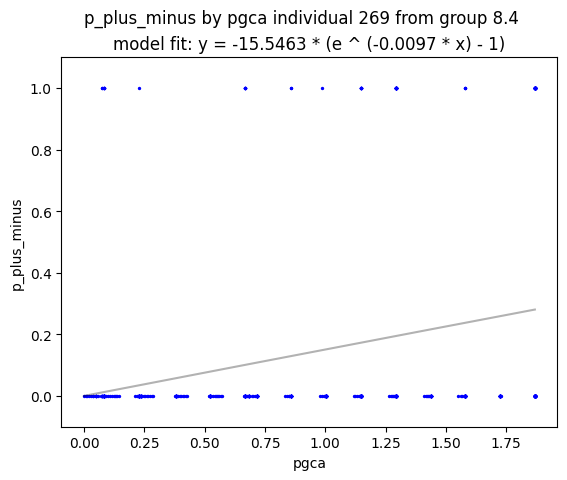 p_plus_minus by pgca individual 269 from group 8.4
model fit: y = -15.5463 * (e ^ (-0.0097 * x) - 1)
1.0
0.8
0.6
0.4
0.2
0.0
p_plus_minus
0.00 0.25 0.50 0.75 1.00 1.25 1.50 1.75
pgca